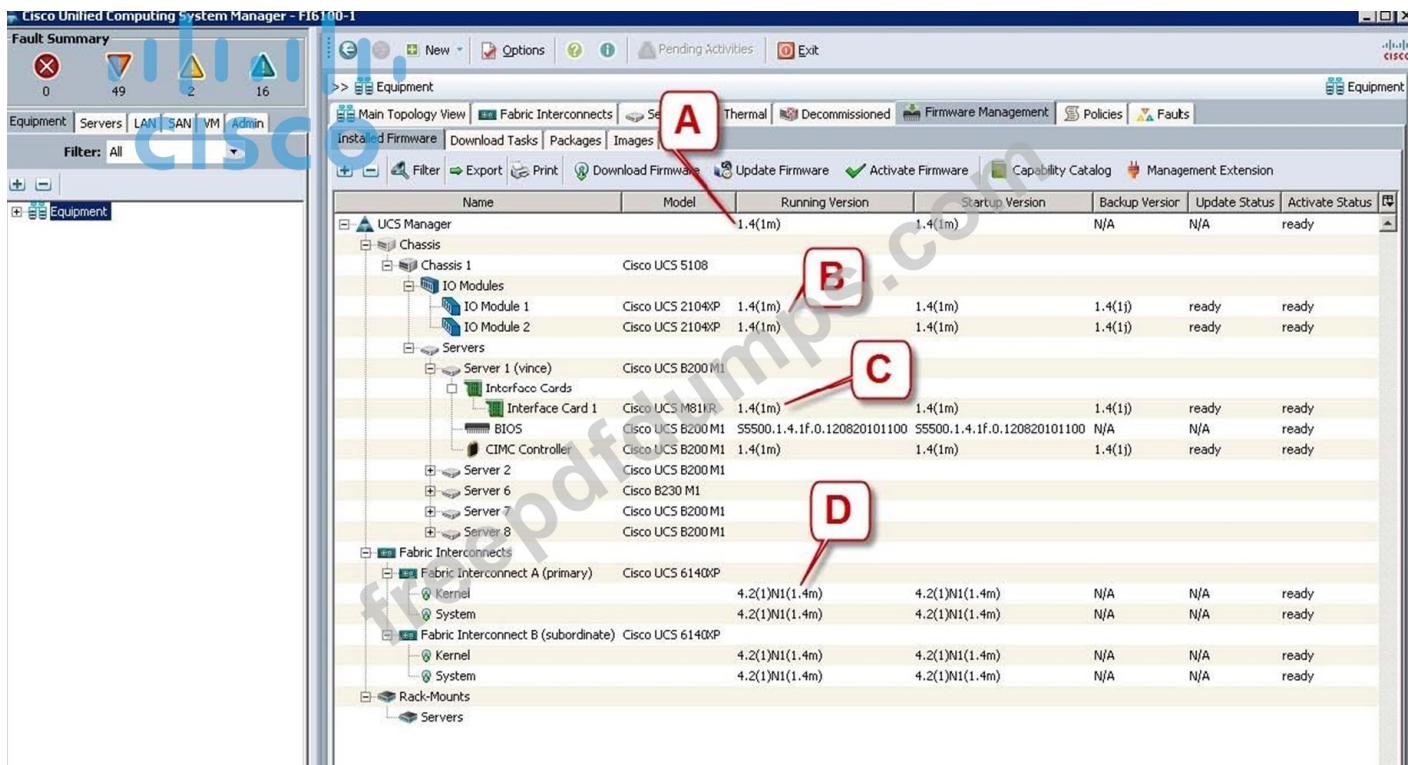 Cisco Unified Computing System Manager - FI6100-1
Fault Summary
0 49 2 16
New Options Pending Activities Exit
CISCO
>> Equipment Equipment
Equipment Servers LAN SAN VM Admin
Main Topology View Fabric Interconnects Thermal Decommissioned Firmware Management Policies Faults
Filter: All
Installed Firmware Download Tasks Packages Images
Filter Export Print Download Firmware Update Firmware Activate Firmware Capability Catalog Management Extension
Equipment
Name Model Running Version Startup Version Backup Version Update Status Activate Status
UCS Manager 1.4(1m) 1.4(1m) N/A N/A ready
Chassis
Chassis 1 Cisco UCS 5108
IO Modules
IO Module 1 Cisco UCS 2104XP 1.4(1m) 1.4(1m) 1.4(1j) ready ready
IO Module 2 Cisco UCS 2104XP 1.4(1m) 1.4(1m) 1.4(1j) ready ready
Servers
Server 1 (vince) Cisco UCS B200 M1
Interface Cards
Interface Card 1 Cisco UCS M81KR 1.4(1m) 1.4(1m) 1.4(1j) ready ready
BIOS Cisco UCS B200 M1 S5500.1.4.1f.0.120820101100 S5500.1.4.1f.0.120820101100 N/A N/A ready
CIMC Controller Cisco UCS B200 M1 1.4(1m) 1.4(1m) 1.4(1j) ready ready
Server 2 Cisco UCS B200 M1
Server 6 Cisco B230 M1
Server 7 Cisco UCS B200 M1
Server 8 Cisco UCS B200 M1
Fabric Interconnects
Fabric Interconnect A (primary) Cisco UCS 6140XP
Kernel 4.2(1)N1(1.4m) 4.2(1)N1(1.4m) N/A N/A ready
System 4.2(1)N1(1.4m) 4.2(1)N1(1.4m) N/A N/A ready
Fabric Interconnect B (subordinate) Cisco UCS 6140XP
Kernel 4.2(1)N1(1.4m) 4.2(1)N1(1.4m) N/A N/A ready
System 4.2(1)N1(1.4m) 4.2(1)N1(1.4m) N/A N/A ready
Rack-Mounts
Servers
A
B
C
D
CISCO
freepdfdumps.com